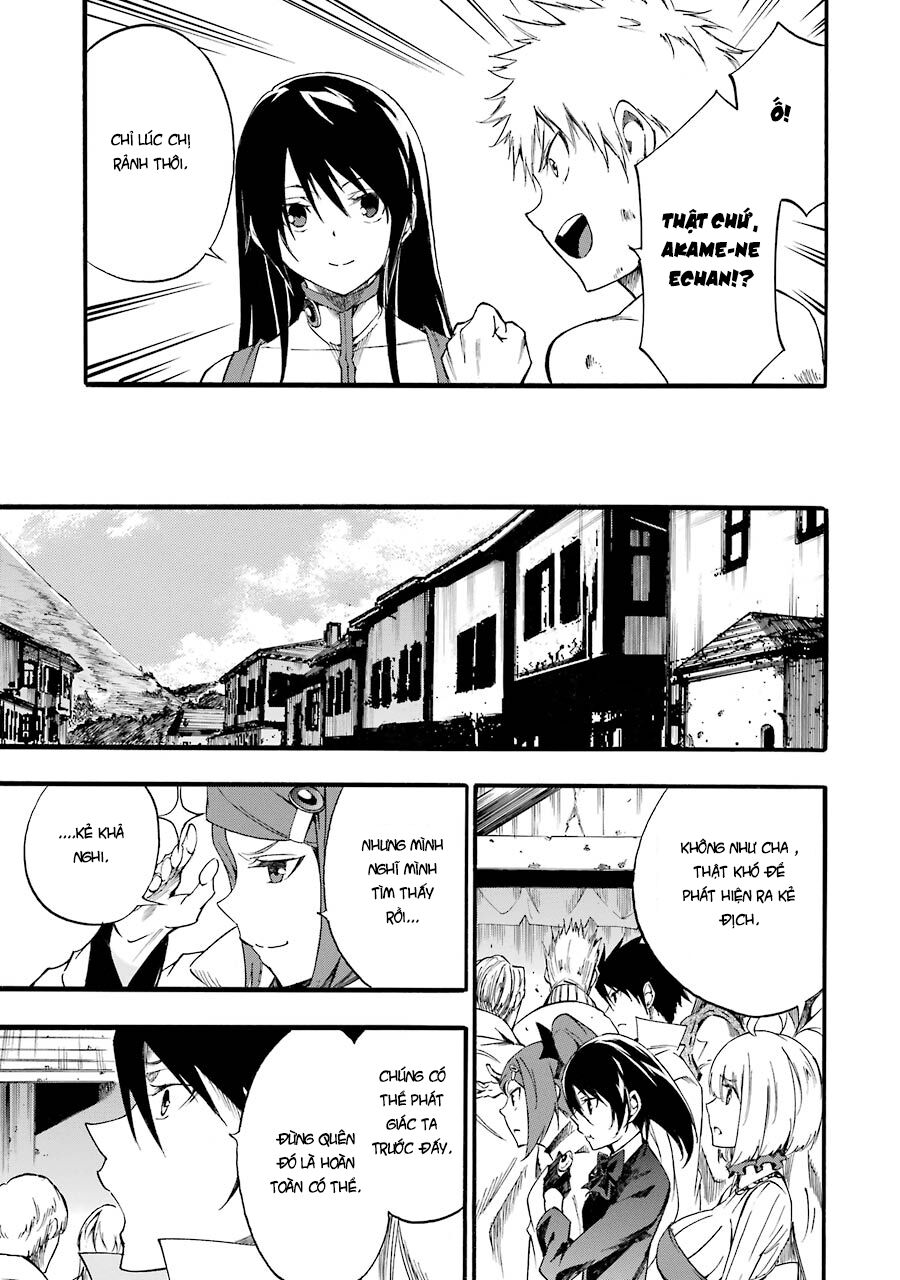 Ố!
THẬT CHỨ,
AKAME-NE
ECHAN!?
CHỈ LÚC CHỊ
RẢNH THÔI.
KHÔNG NHƯ CHA ,
THẬT KHÓ ĐỂ
PHÁT HIỆN RA KẺ
ĐỊCH.
NHƯNG MÌNH
NGHĨ MÌNH
TÌM THẤY
RỒI...
....KẺ KHẢ
NGHI.
CHÚNG CÓ
THỂ PHÁT
GIÁC TA
TRƯỚC ĐẤY.
ĐỪNG QUÊN
ĐÓ LÀ HOÀN
TOÀN CÓ THỂ.